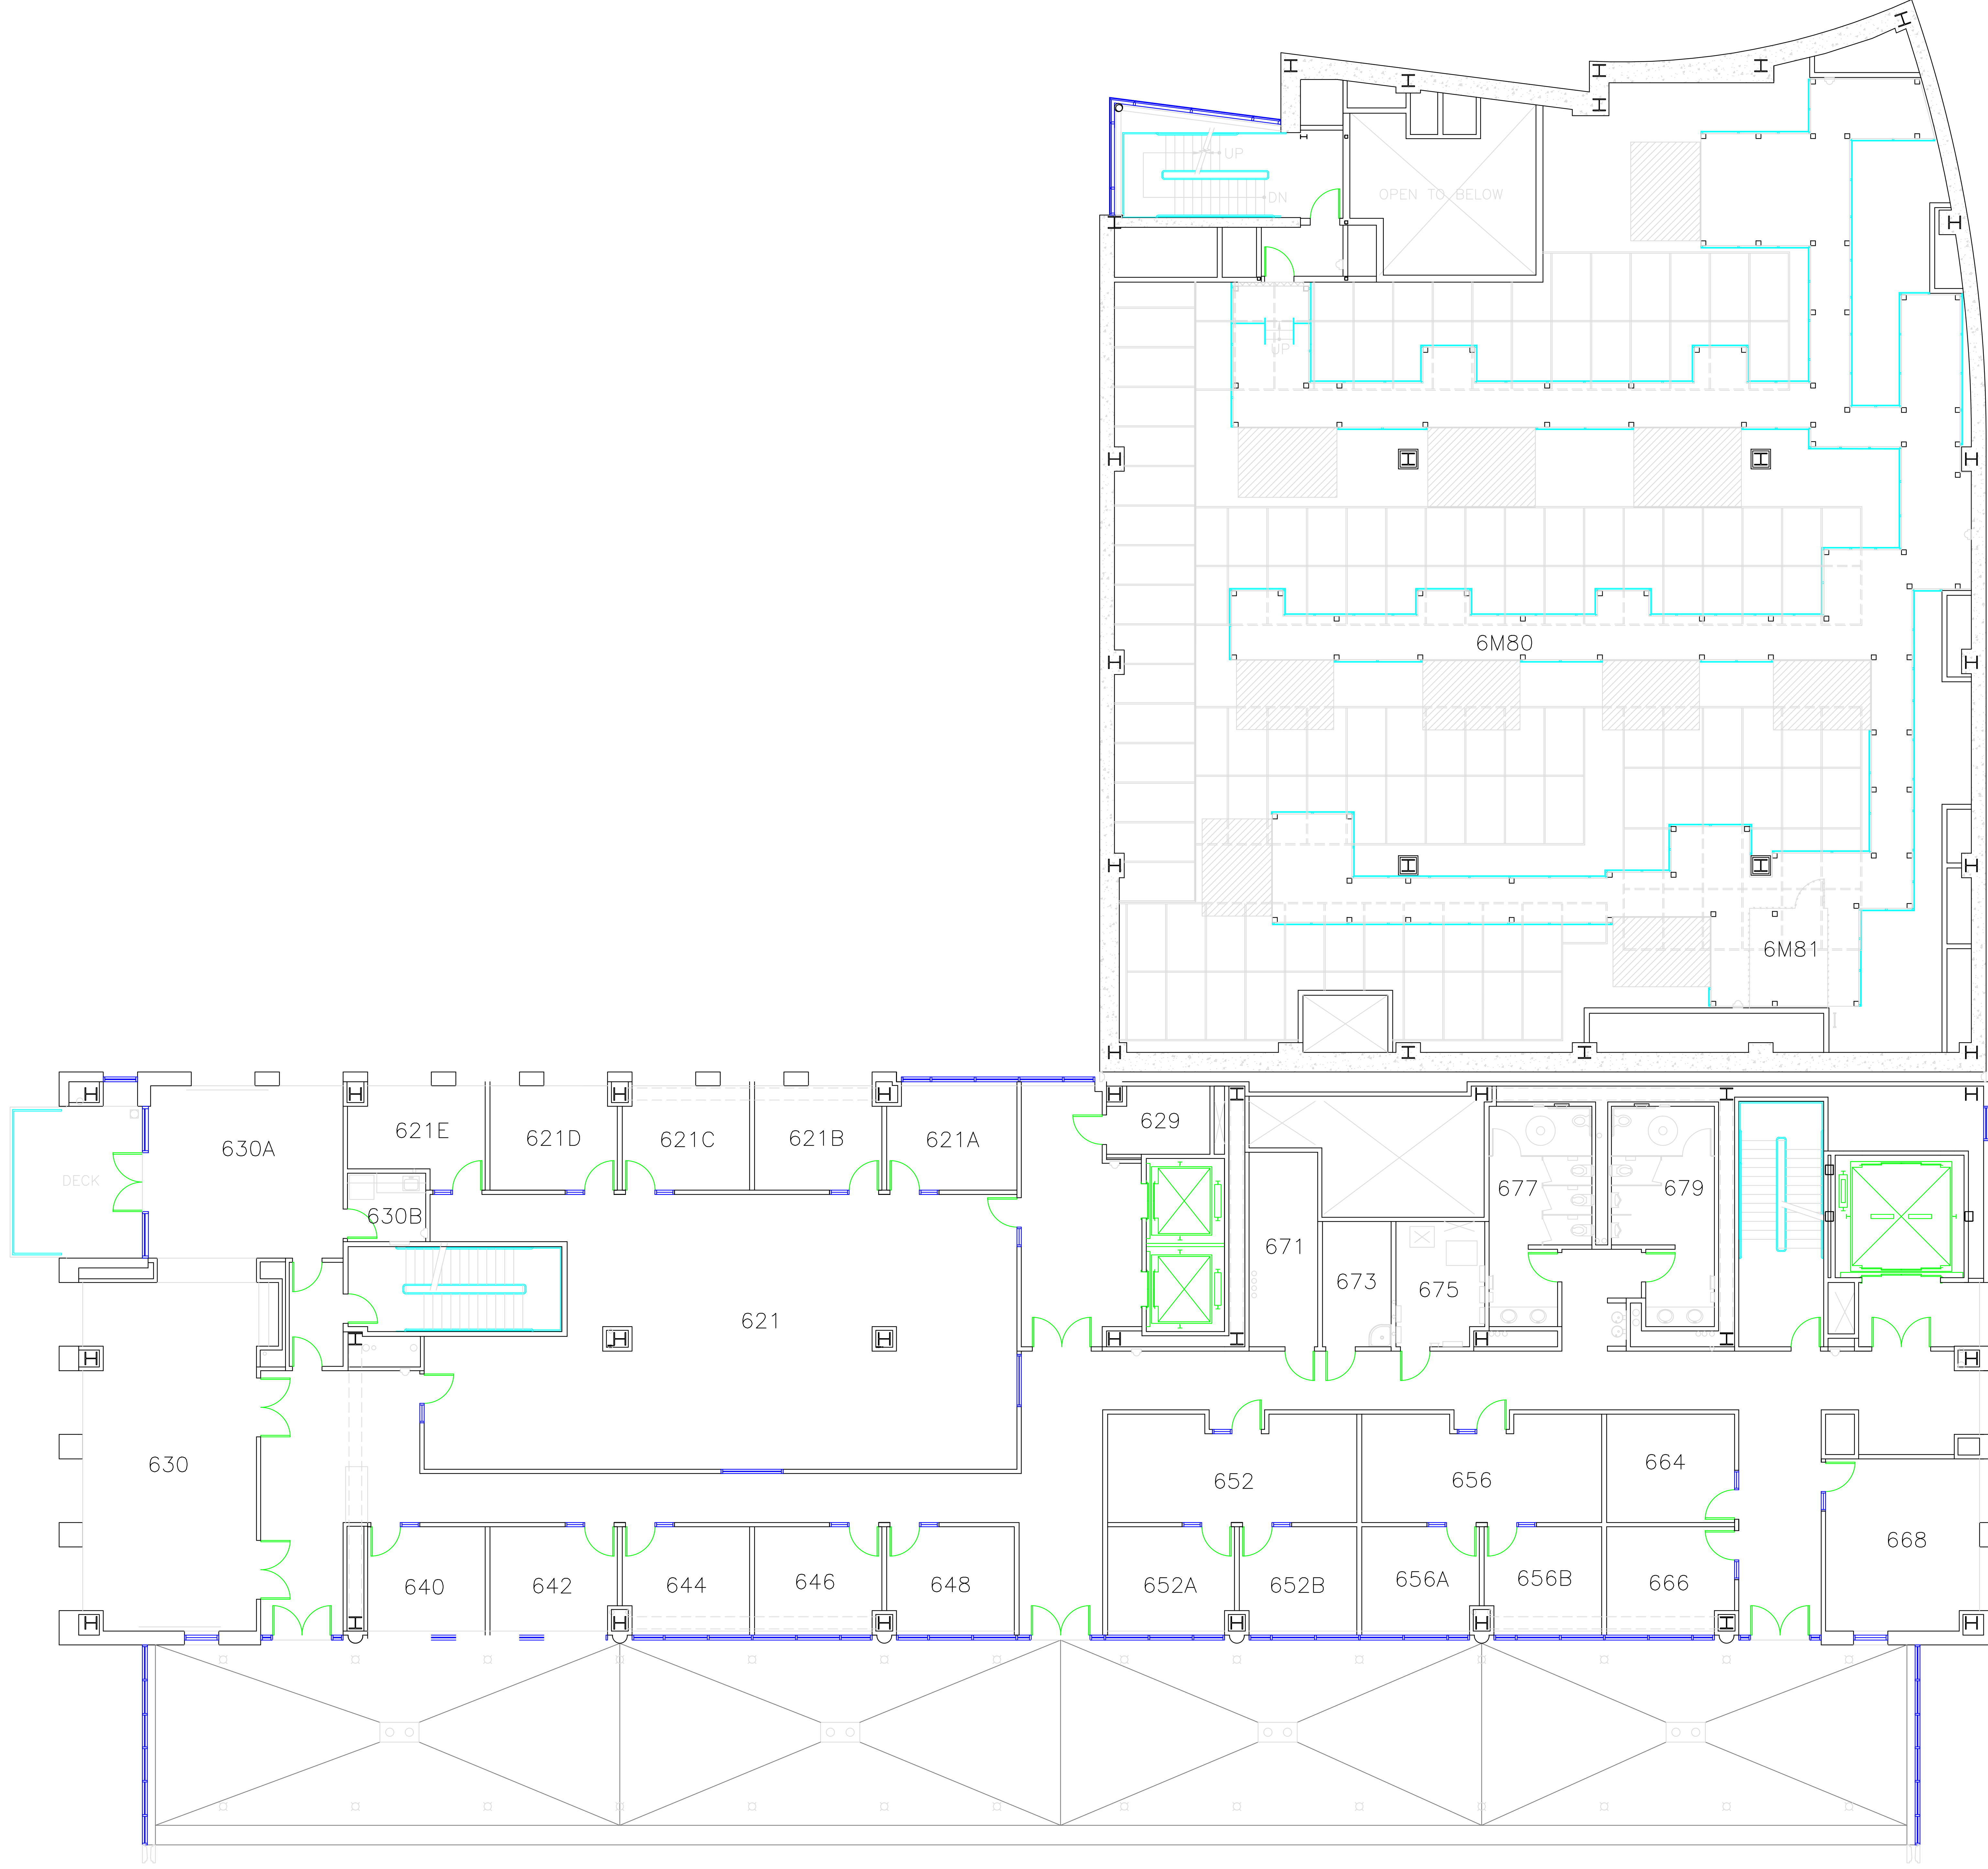 UP
DN
OPEN TO BELOW
UP
6M80
6M81
621E
621D
621C
621B
621A
629
630A
DECK
630B
677
679
671
673
675
621
630
652
656
664
668
640
642
644
646
648
652A
652B
656A
656B
666